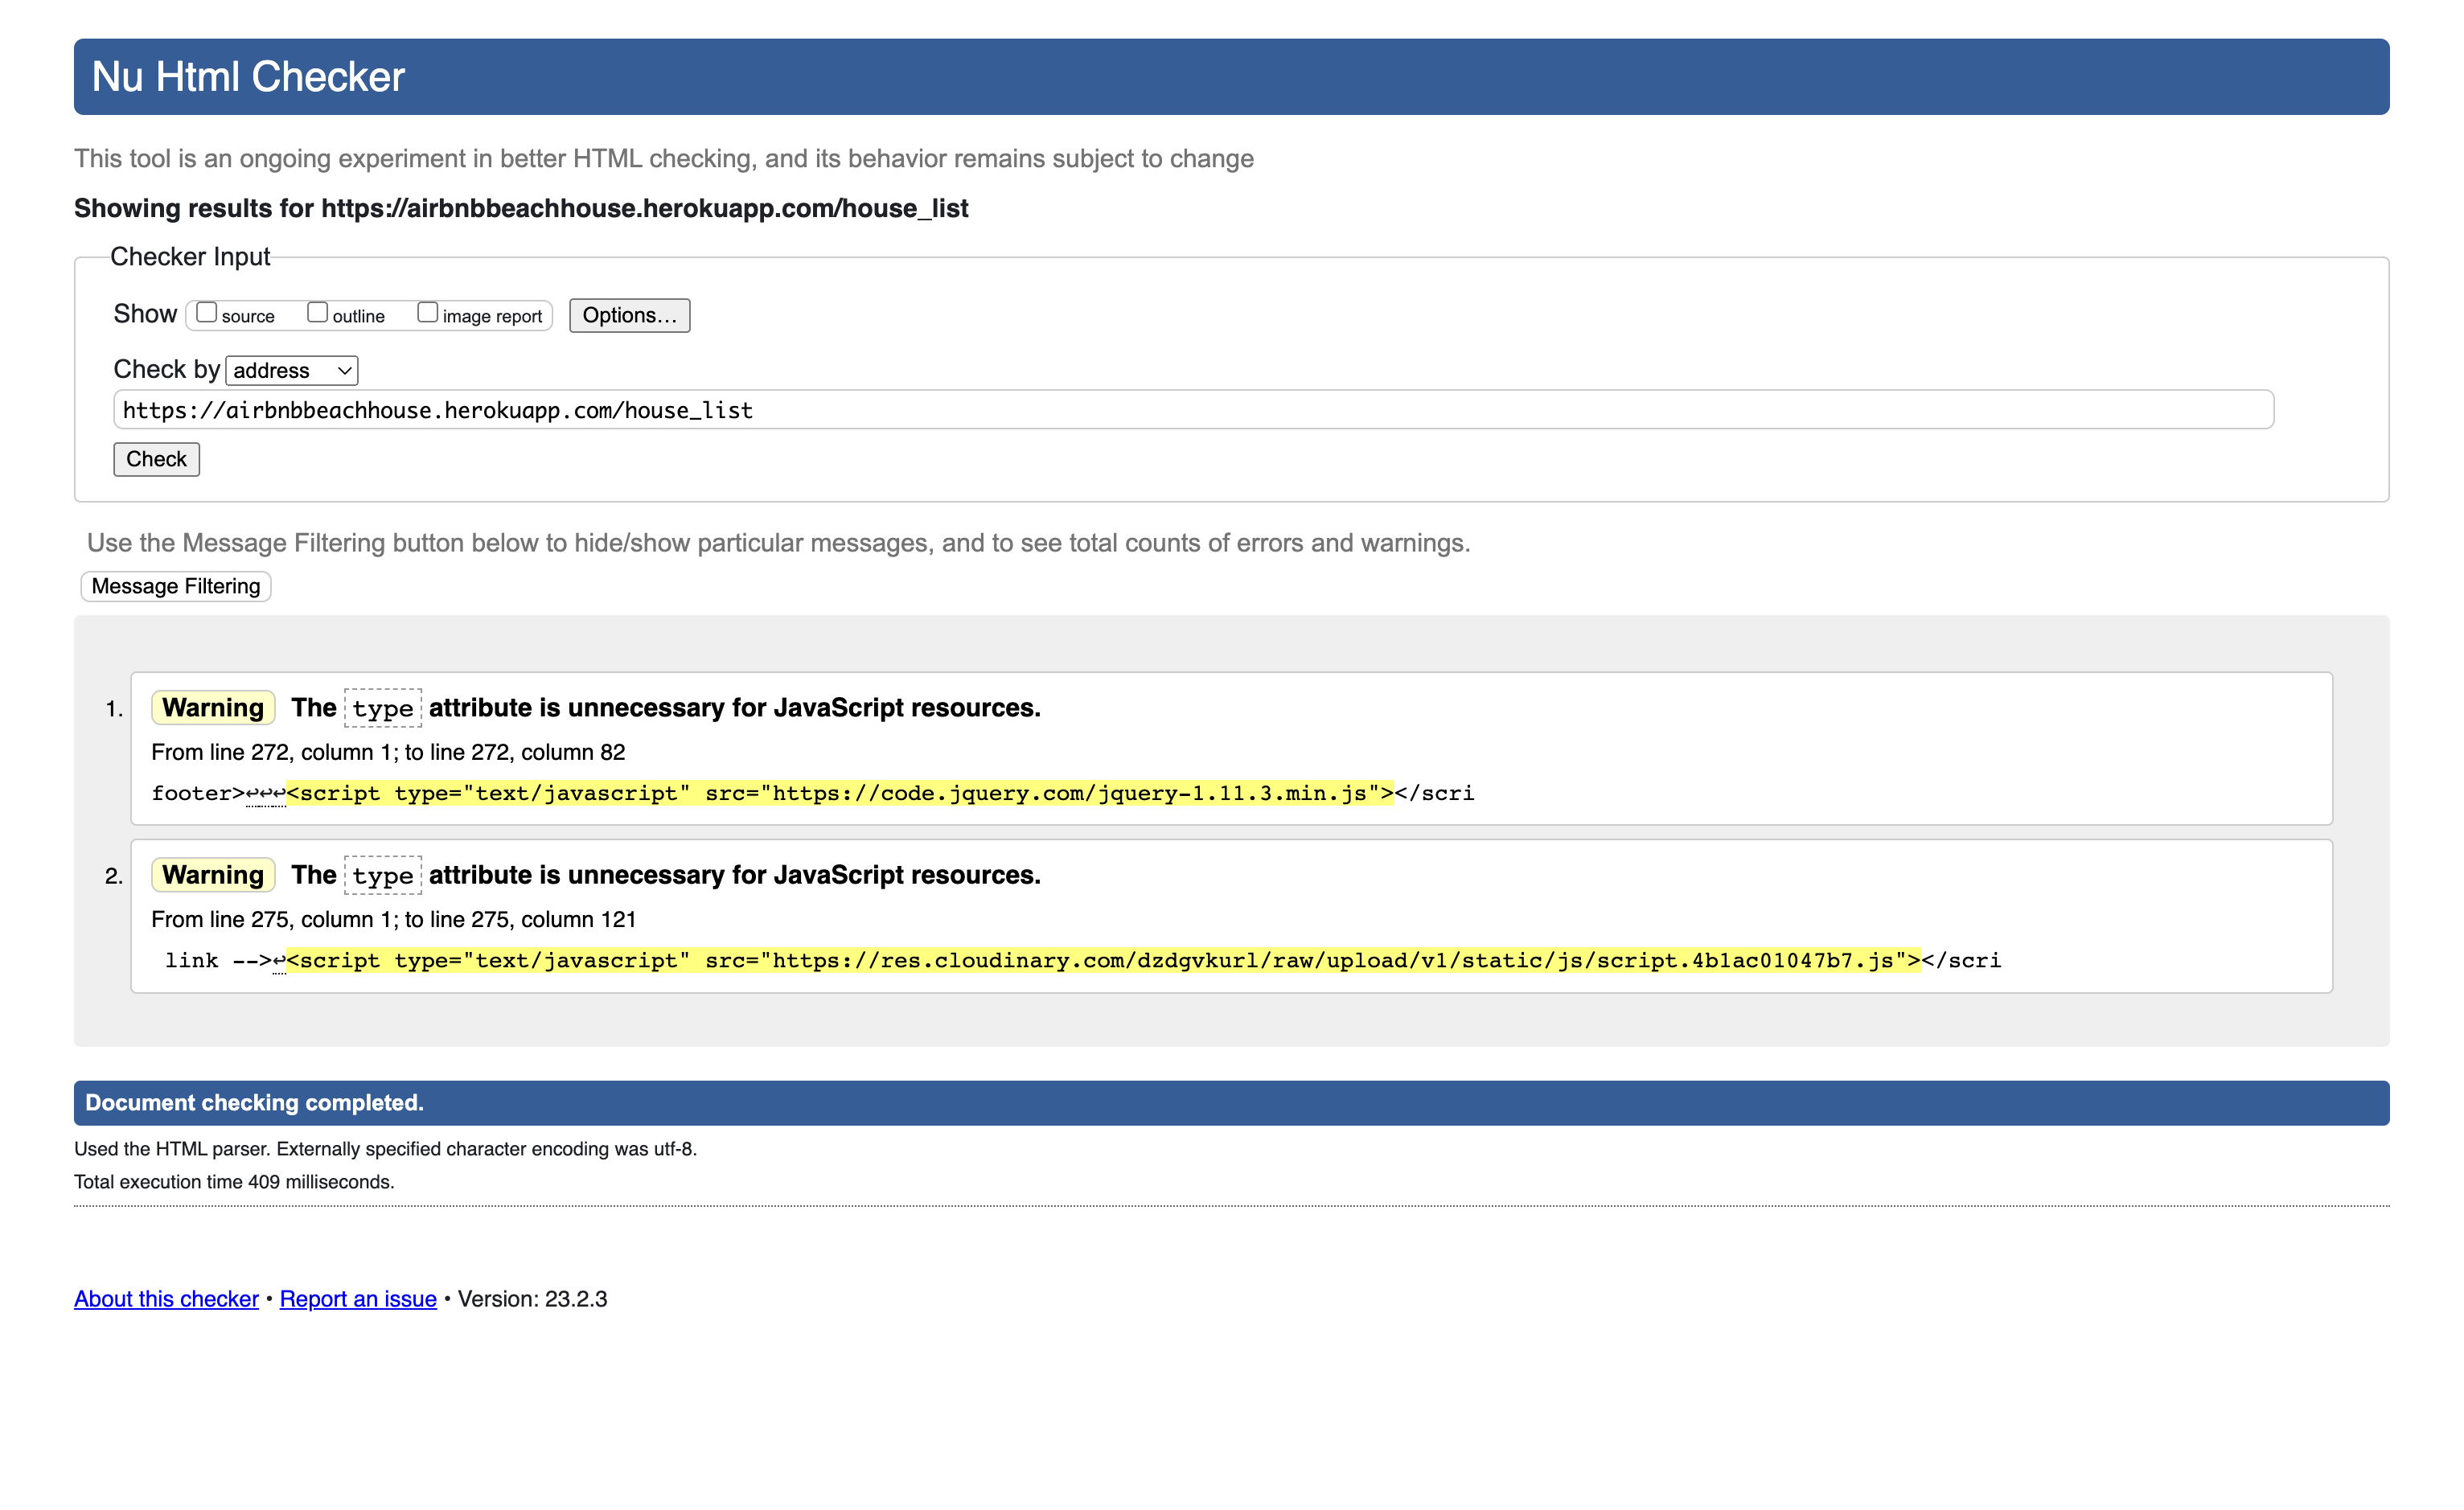 Nu Html Checker
This tool is an ongoing experiment in better HTML checking, and its behavior remains subject to change
Showing results for https://airbnbbeachhouse.herokuapp.com/house_list
Checker Input
Show source outline image report Options...
Check by address
https://airbnbbeachhouse.herokuapp.com/house_list
Check
Use the Message Filtering button below to hide/show particular messages, and to see total counts of errors and warnings.
Message Filtering
1. Warning The type attribute is unnecessary for JavaScript resources.
From line 272, column 1; to line 272, column 82
footer>↩↩↩<script type="text/javascript" src="https://code.jquery.com/jquery-1.11.3.min.js"></scri
2. Warning The type attribute is unnecessary for JavaScript resources.
From line 275, column 1; to line 275, column 121
link -->↩<script type="text/javascript" src="https://res.cloudinary.com/dzdgvkurl/raw/upload/v1/static/js/script.4b1ac01047b7.js"></scri
Document checking completed.
Used the HTML parser. Externally specified character encoding was utf-8.
Total execution time 409 milliseconds.
About this checker • Report an issue • Version: 23.2.3